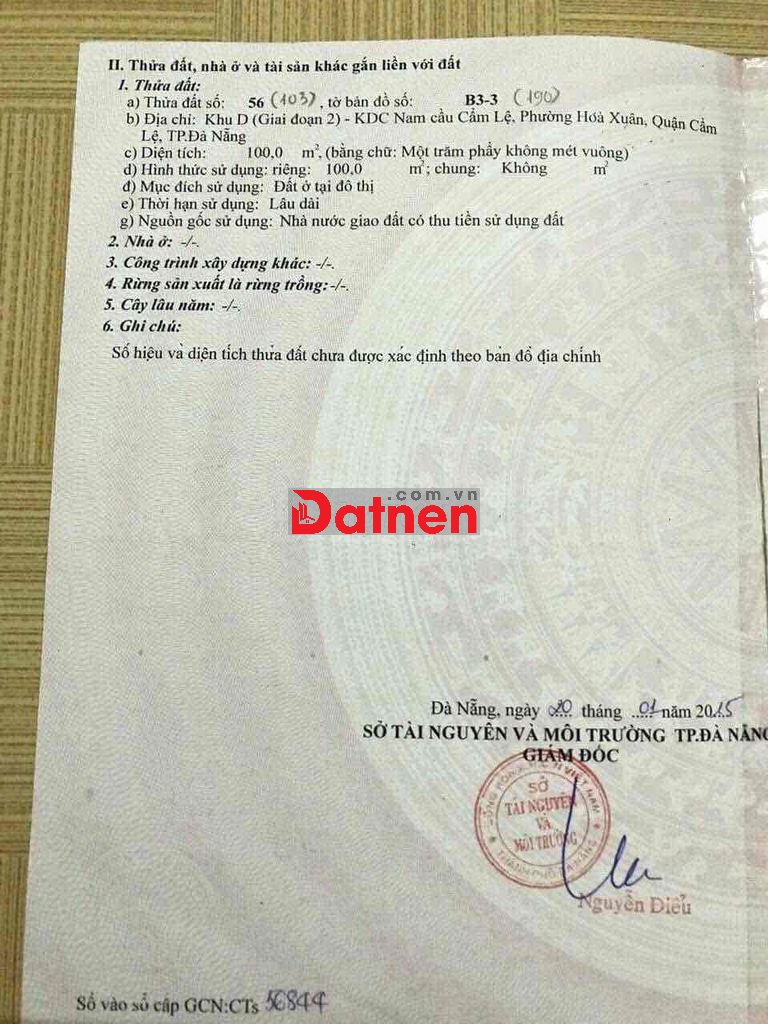 II. Thửa đất, nhà ở và tài sản khác gắn liền với đất
1. Thửa đất:
a) Thửa đất số: 56 (103), tờ bản đồ số: B3-3 (190)
b) Địa chỉ: Khu D (Giai đoạn 2) - KDC Nam cầu Cẩm Lệ, Phường Hoà Xuân, Quận Cẩm
Lệ, TP.Đà Nẵng
c) Diện tích: 100,0 m², (bằng chữ: Một trăm phẩy không mét vuông)
d) Hình thức sử dụng: riêng: 100,0 m²; chung: Không m²
đ) Mục đích sử dụng: Đất ở tại đô thị
e) Thời hạn sử dụng: Lâu dài
g) Nguồn gốc sử dụng: Nhà nước giao đất có thu tiền sử dụng đất
2. Nhà ở: -/-.
3. Công trình xây dựng khác: -/-.
4. Rừng sản xuất là rừng trồng:-/-.
5. Cây lâu năm: -/-.
6. Ghi chú:
Số hiệu và diện tích thửa đất chưa được xác định theo bản đồ địa chính
.com.vn
Datnen
Đà Nẵng, ngày 20 tháng 01 năm 2015
SỞ TÀI NGUYÊN VÀ MÔI TRƯỜNG TP.ĐÀ NẴNG
GIÁM ĐỐC
SỞ
TÀI NGUYÊN
VÀ
MÔI TRƯỜNG
THÀNH PHỐ ĐÀ NẴNG
Nguyễn Điểu
Số vào sổ cấp GCN:CTs 56844